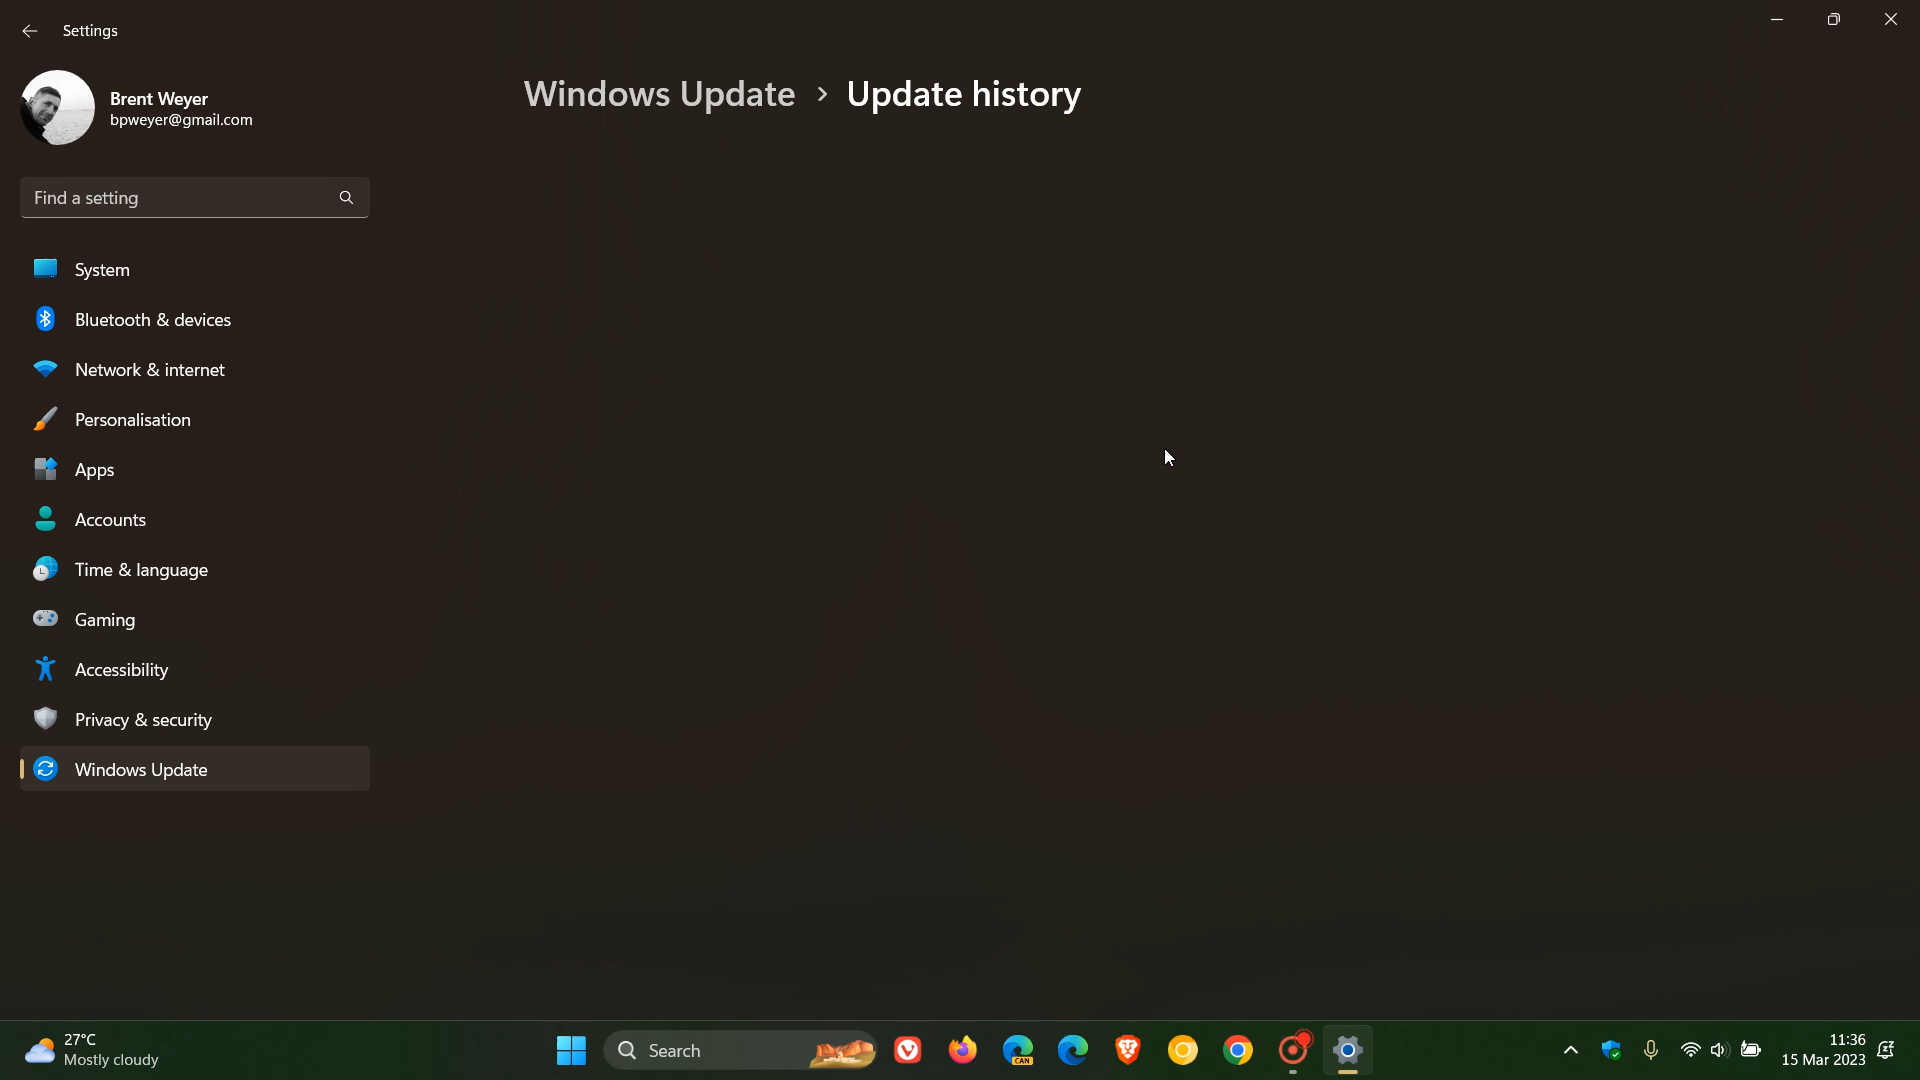 Settings
Windows Update > Update history
Brent Weyer
bpweyer@gmail.com
Find a setting
System
Bluetooth & devices
Network & internet
Personalisation
Apps
Accounts
Time & language
Gaming
Accessibility
Privacy & security
Windows Update
27°C
Mostly cloudy
Search
CAN
11:36
15 Mar 2023